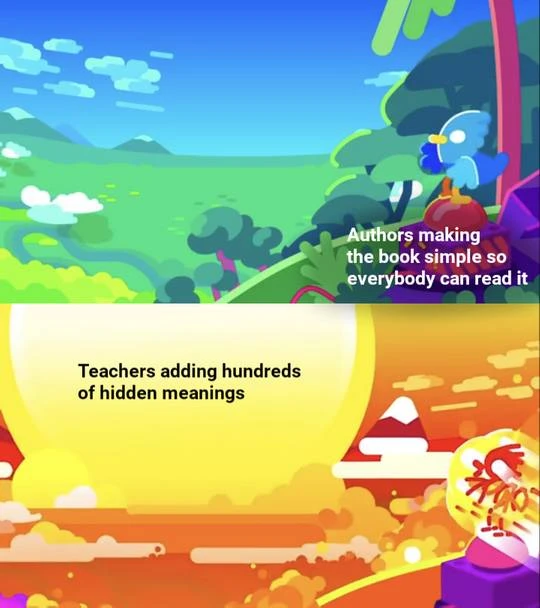 Authors making
the book simple so
everybody can read it
Teachers adding hundreds
of hidden meanings